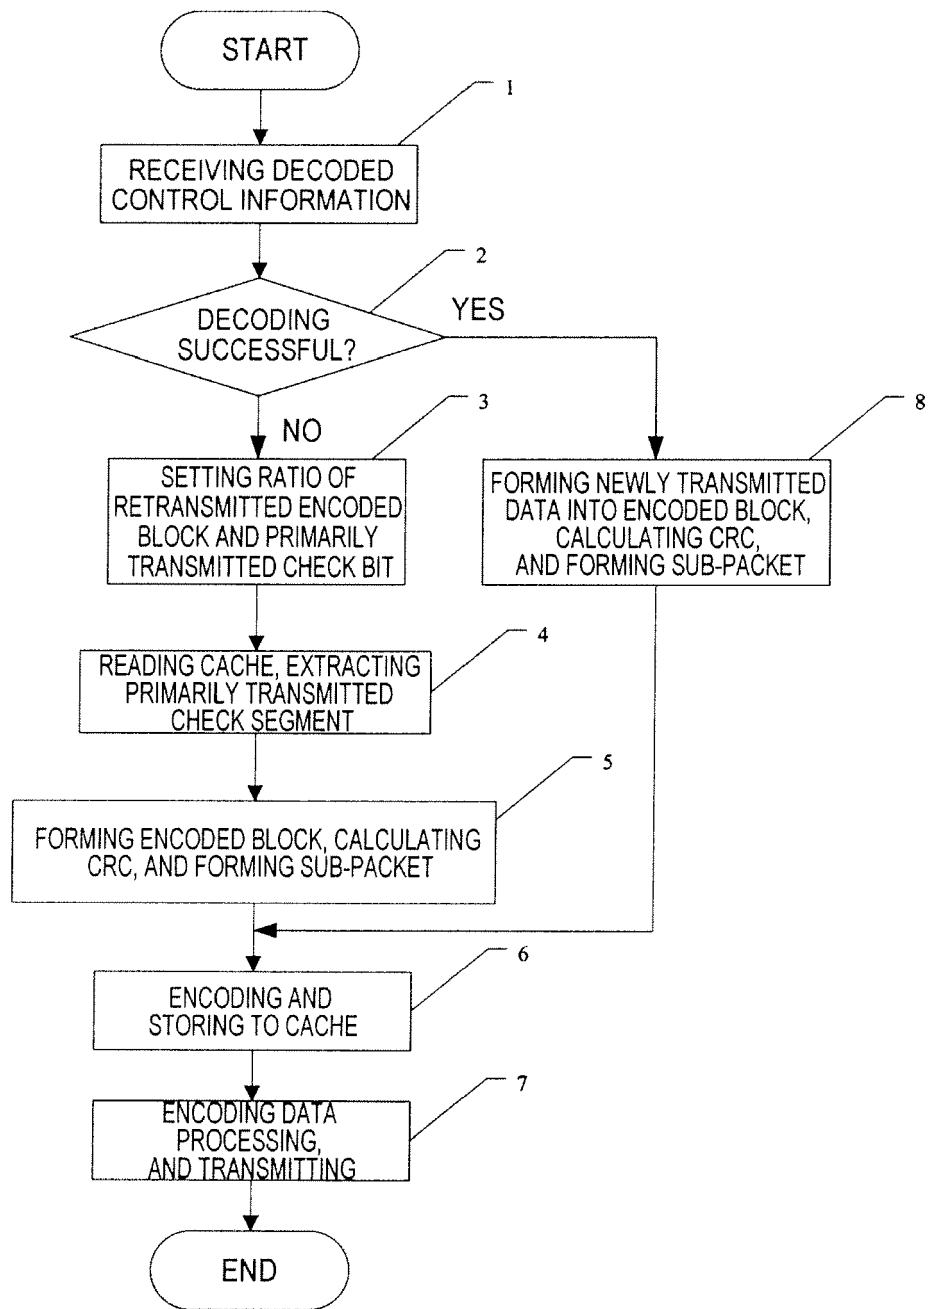 START
1
RECEIVING DECODED
CONTROL INFORMATION
2
DECODING
SUCCESSFUL?
YES
NO
3
SETTING RATIO OF
RETRANSMITTED ENCODED
BLOCK AND PRIMARILY
TRANSMITTED CHECK BIT
8
FORMING NEWLY TRANSMITTED
DATA INTO ENCODED BLOCK,
CALCULATING CRC,
AND FORMING SUB-PACKET
4
READING CACHE, EXTRACTING
PRIMARILY TRANSMITTED
CHECK SEGMENT
5
FORMING ENCODED BLOCK, CALCULATING
CRC, AND FORMING SUB-PACKET
6
ENCODING AND
STORING TO CACHE
7
ENCODING DATA
PROCESSING,
AND TRANSMITTING
END